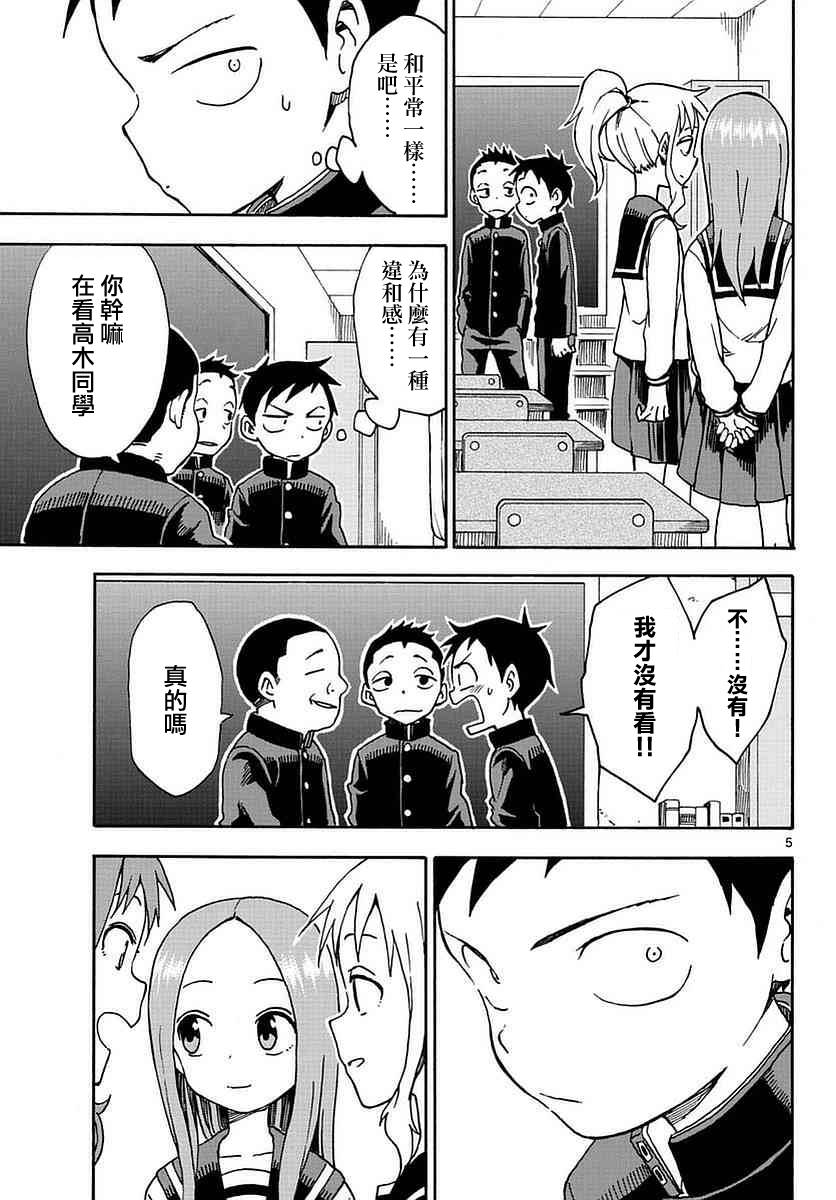 和平常一樣……
是吧……
為什麼有一種
違和感……
你幹嘛
在看高木同學
不……沒有！
我才沒有看!!
真的嗎
5